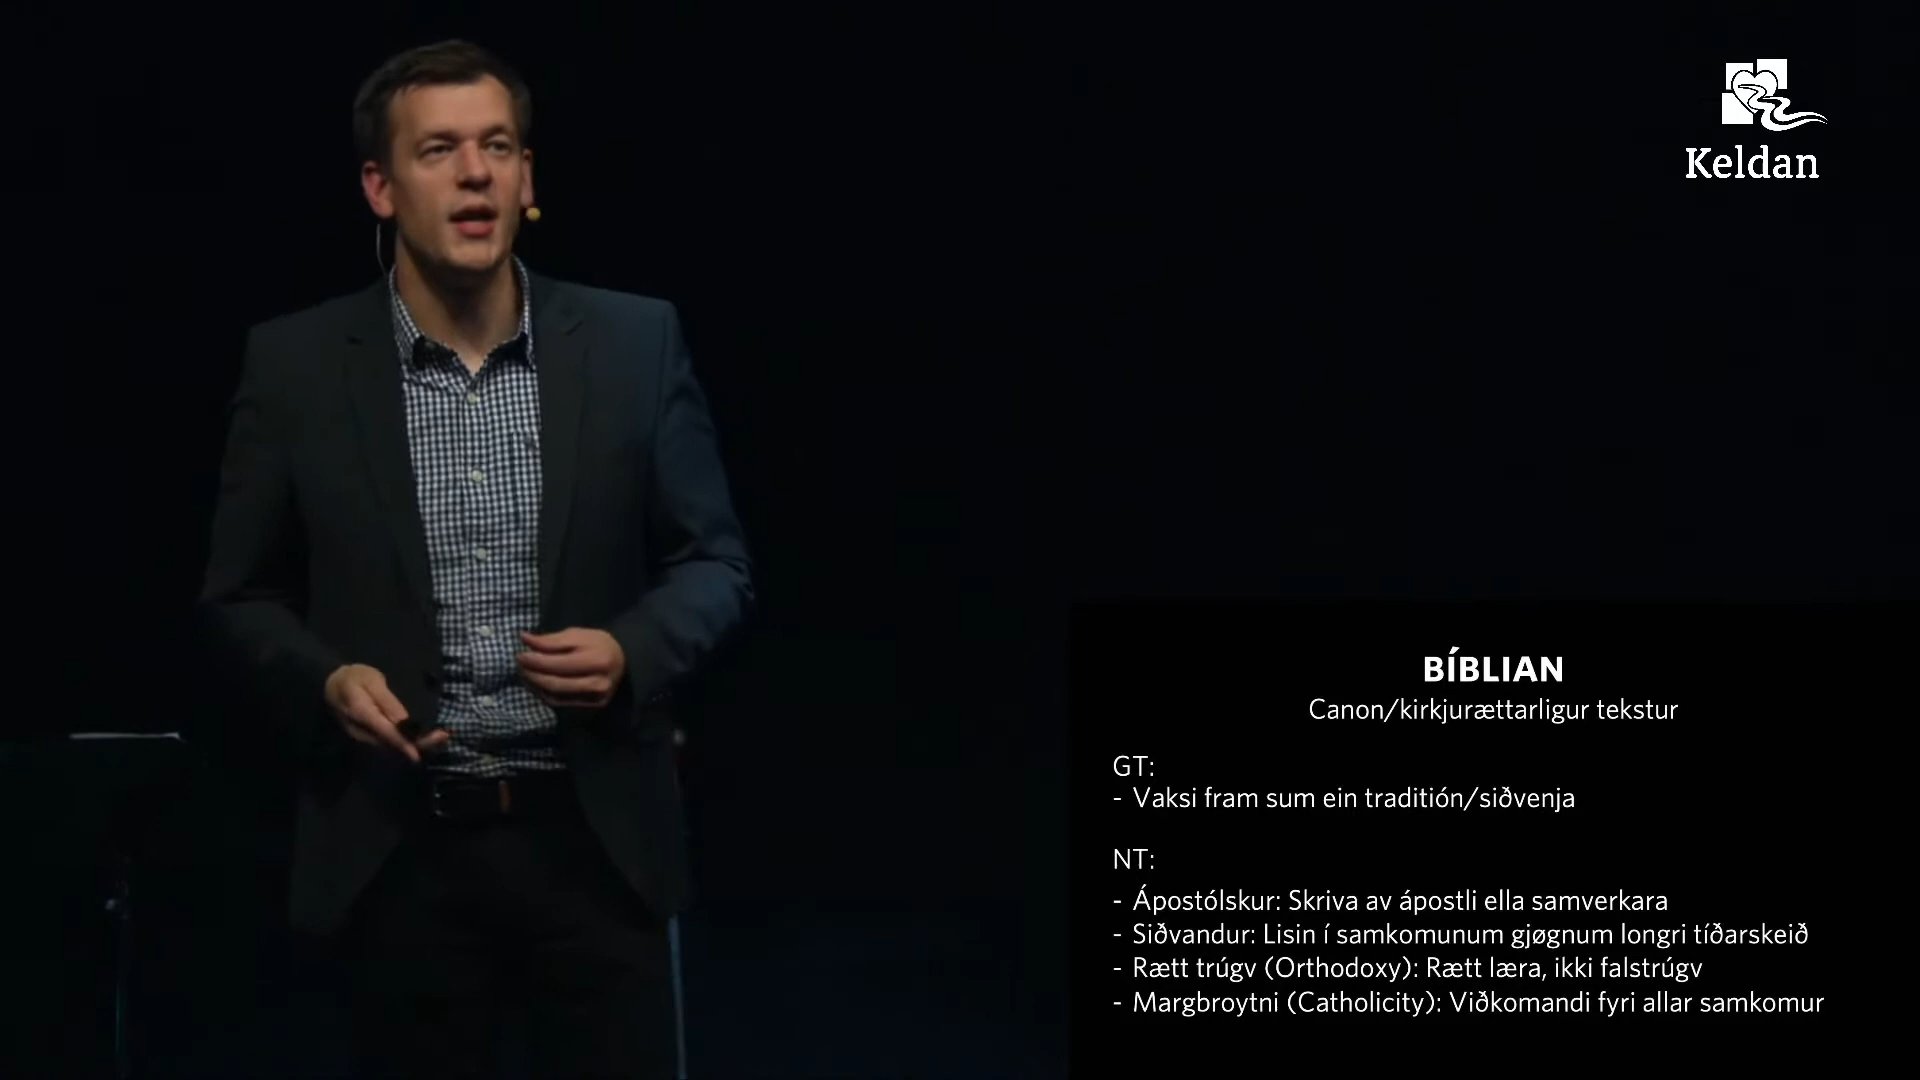 Keldan
BÍBLIAN
Canon/kirkjurættarligur tekstur
GT:
- Vaksi fram sum ein traditión/siðvenja
NT:
- Ápostólskur: Skriva av ápostli ella samverkara
- Siðvandur: Lisin í samkomunum gjøgnum longri tíðarskeið
- Rætt trúgv (Orthodoxy): Rætt læra, ikki falstrúgv
- Margbroytni (Catholicity): Viðkomandi fyri allar samkomur